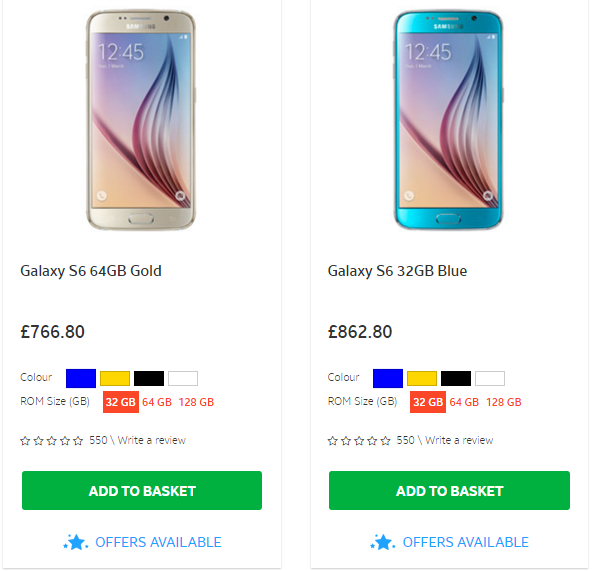 SAMSUNG
12:45
Galaxy S6 64GB Gold
£766.80
Colour
ROM Size (GB) 32 GB 64 GB 128 GB
550 \ Write a review
ADD TO BASKET
OFFERS AVAILABLE
SAMSUNG
12:45
Galaxy S6 32GB Blue
£862.80
Colour
ROM Size (GB) 32 GB 64 GB 128 GB
550 \ Write a review
ADD TO BASKET
OFFERS AVAILABLE